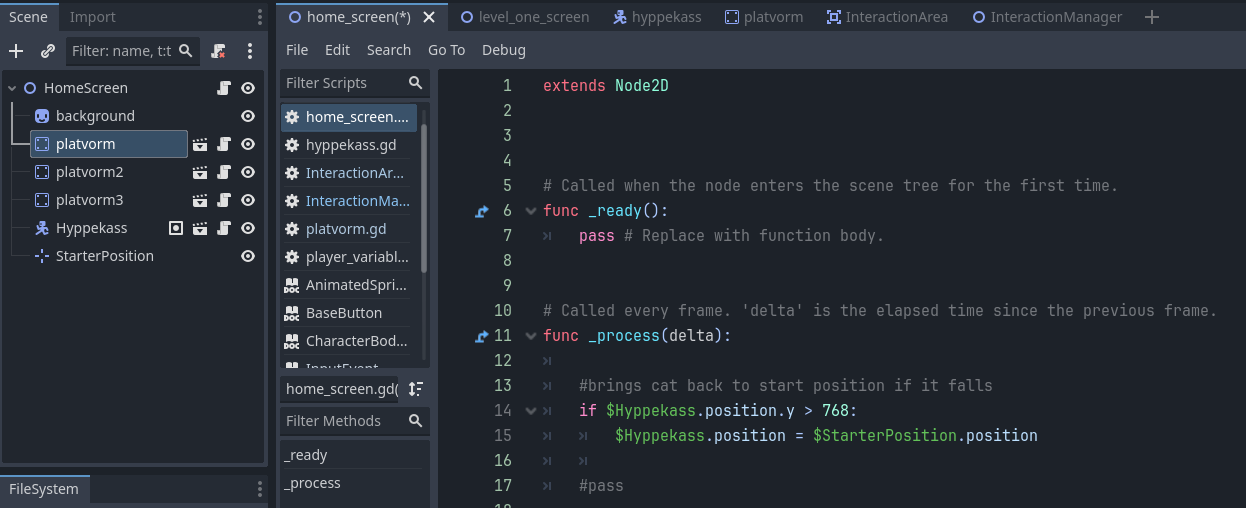 Scene Import
Filter: name, t:t
HomeScreen
background
platvorm
platvorm2
platvorm3
Hyppekass
StarterPosition
FileSystem
home_screen(*) level_one_screen hyppekass platvorm InteractionArea InteractionManager
File Edit Search Go To Debug
Filter Scripts
home_screen....
hyppekass.gd
InteractionAr...
InteractionMa...
platvorm.gd
player_variabl...
AnimatedSpri...
BaseButton
CharacterBod...
InputEvent
home_screen.gd(
Filter Methods
_ready
_process
1 extends Node2D
2
3
4
5 # Called when the node enters the scene tree for the first time.
6 func _ready():
7 pass # Replace with function body.
8
9
10 # Called every frame. 'delta' is the elapsed time since the previous frame.
11 func _process(delta):
12
13 #brings cat back to start position if it falls
14 if $Hyppekass.position.y > 768:
15 $Hyppekass.position = $StarterPosition.position
16
17 #pass